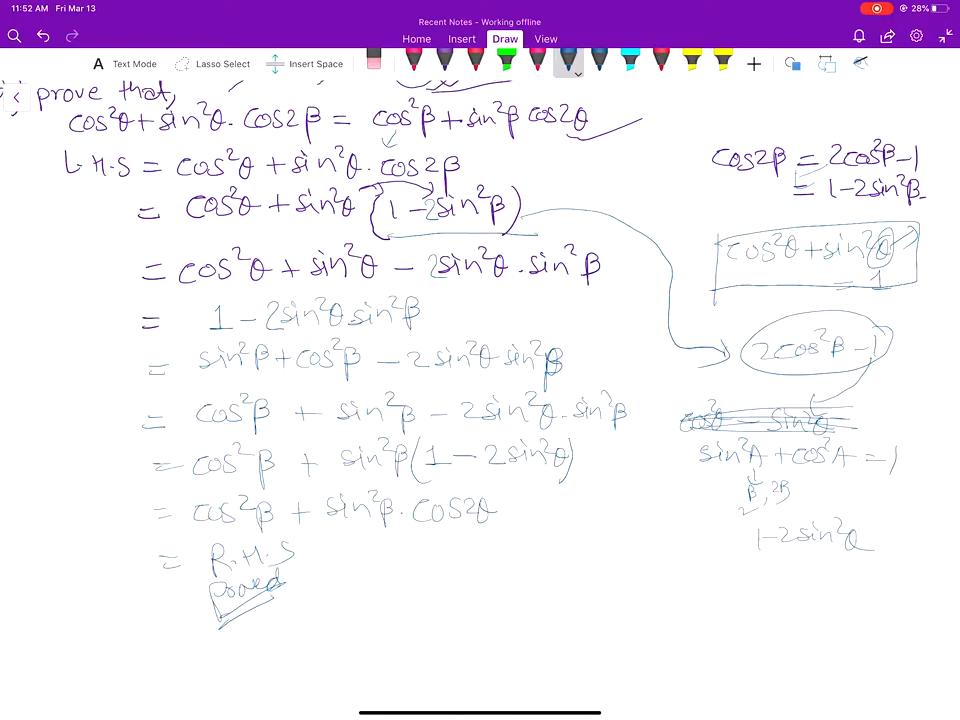 11:52 AM Fri Mar 13
28%
Recent Notes - Working offline
Home Insert Draw View
A Text Mode Lasso Select Insert Space
prove that,
cos²θ + sin²θ. cos2β = cos²β + sin²β cos2θ
L.H.S = cos²θ + sin²θ. cos2β
= cos²θ + sin²θ (1 - 2sin²β)
= cos²θ + sin²θ - 2sin²θ . sin²β
= 1 - 2sin²θ sin²β
= sin²β + cos²β - 2 sin²θ sin²β
= cos²β + sin²β - 2sin²θ . sin²β
= cos²β + sin²β (1 - 2sin²θ)
= cos²β + sin²β . cos2θ
= R.H.S
proved
cos2β = 2cos²β - 1
= 1 - 2sin²β
cos²θ + sin²θ
= 1
2cos²β - 1
sin²A + cos²A = 1
β, 2β
1 - 2sin²θ